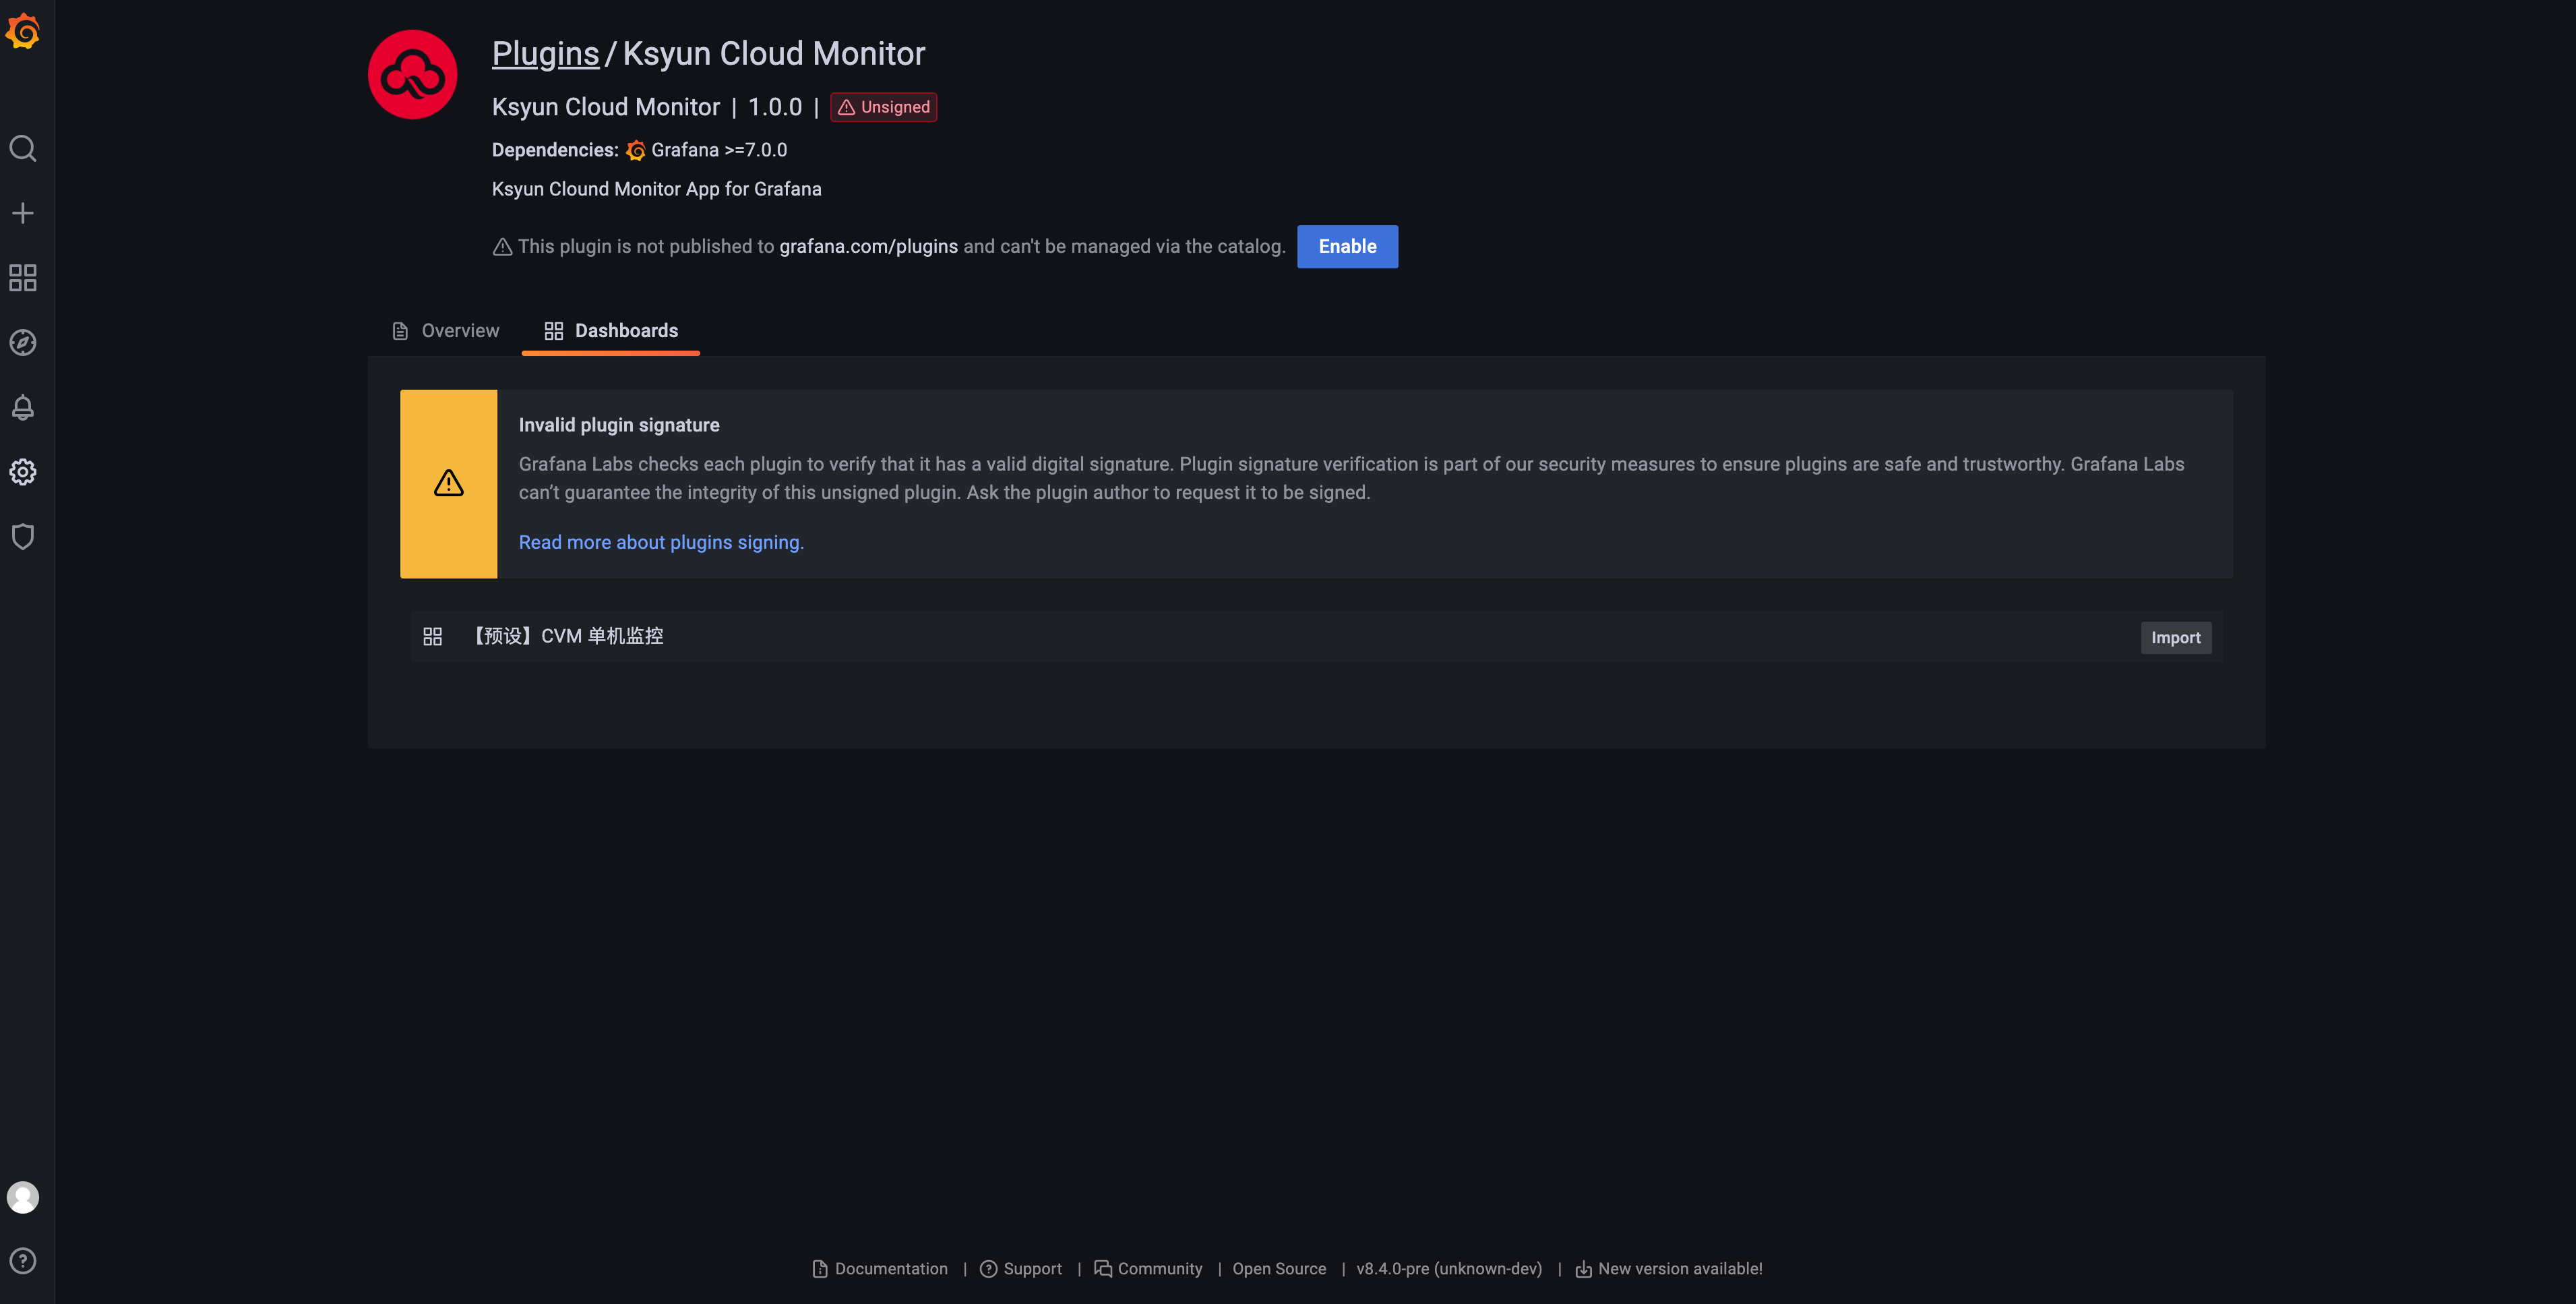 Plugins / Ksyun Cloud Monitor
Ksyun Cloud Monitor | 1.0.0 | Unsigned
Dependencies: Grafana >=7.0.0
Ksyun Clound Monitor App for Grafana
This plugin is not published to grafana.com/plugins and can't be managed via the catalog. Enable
Overview Dashboards
Invalid plugin signature
Grafana Labs checks each plugin to verify that it has a valid digital signature. Plugin signature verification is part of our security measures to ensure plugins are safe and trustworthy. Grafana Labs
can’t guarantee the integrity of this unsigned plugin. Ask the plugin author to request it to be signed.
Read more about plugins signing.
【预设】CVM 单机监控 Import
Documentation | Support | Community | Open Source | v8.4.0-pre (unknown-dev) | New version available!